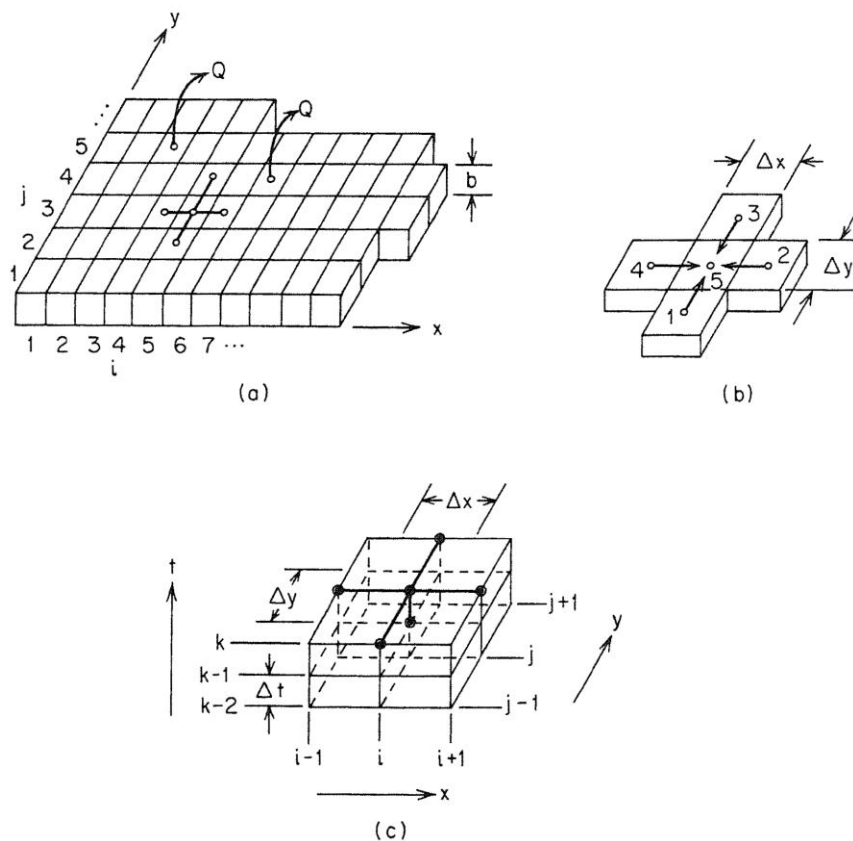 y
Q
Q
⋮
5
4
j
3
2
1
b
1 2 3 4 5 6 7 ...
i
x
(a)
Δx
3
4
2
5
1
Δy
(b)
Δx
t
Δy
j+1
y
k
j
k-1
Δt
k-2
j-1
i-1
i
i+1
x
(c)